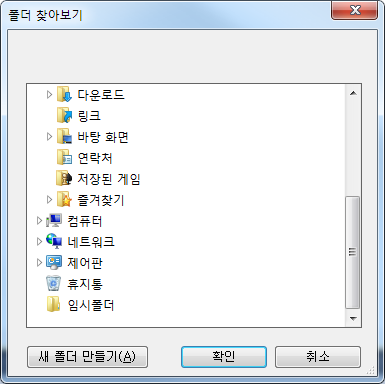 폴더 찾아보기
다운로드
링크
바탕 화면
연락처
저장된 게임
즐겨찾기
컴퓨터
네트워크
제어판
휴지통
임시폴더
새 폴더 만들기(A) 확인 취소